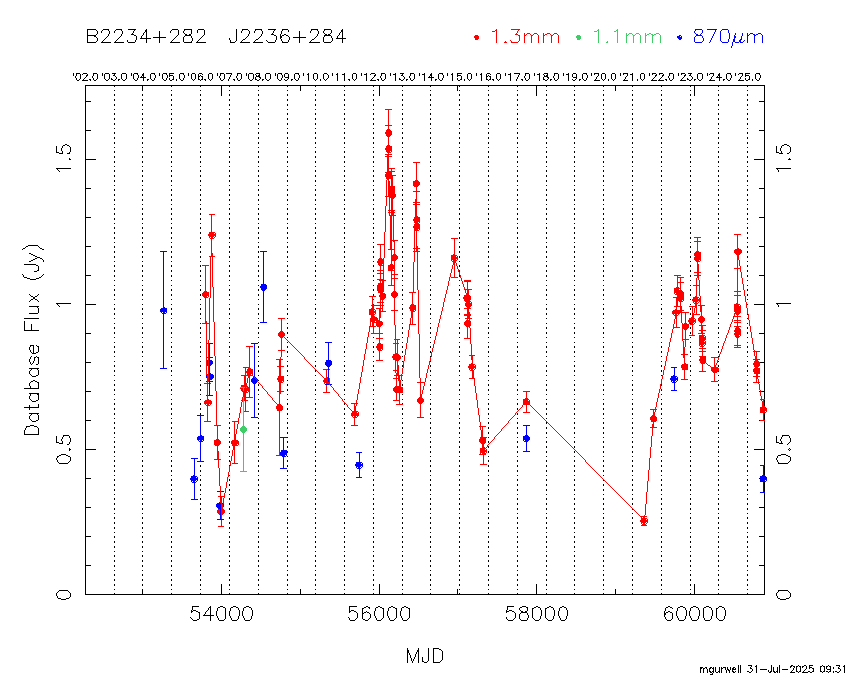 B2234+282 J2236+284 1.3mm 1.1mm 870μm
'02.0 '03.0 '04.0 '05.0 '06.0 '07.0 '08.0 '09.0 '10.0 '11.0 '12.0 '13.0 '14.0 '15.0 '16.0 '17.0 '18.0 '19.0 '20.0 '21.0 '22.0 '23.0 '24.0 '25.0
1.5 1.5
1 1
Database Flux (Jy)
0.5 0.5
0 0
54000 56000 58000 60000
MJD
mgurwell 31-Jul-2025 09:31